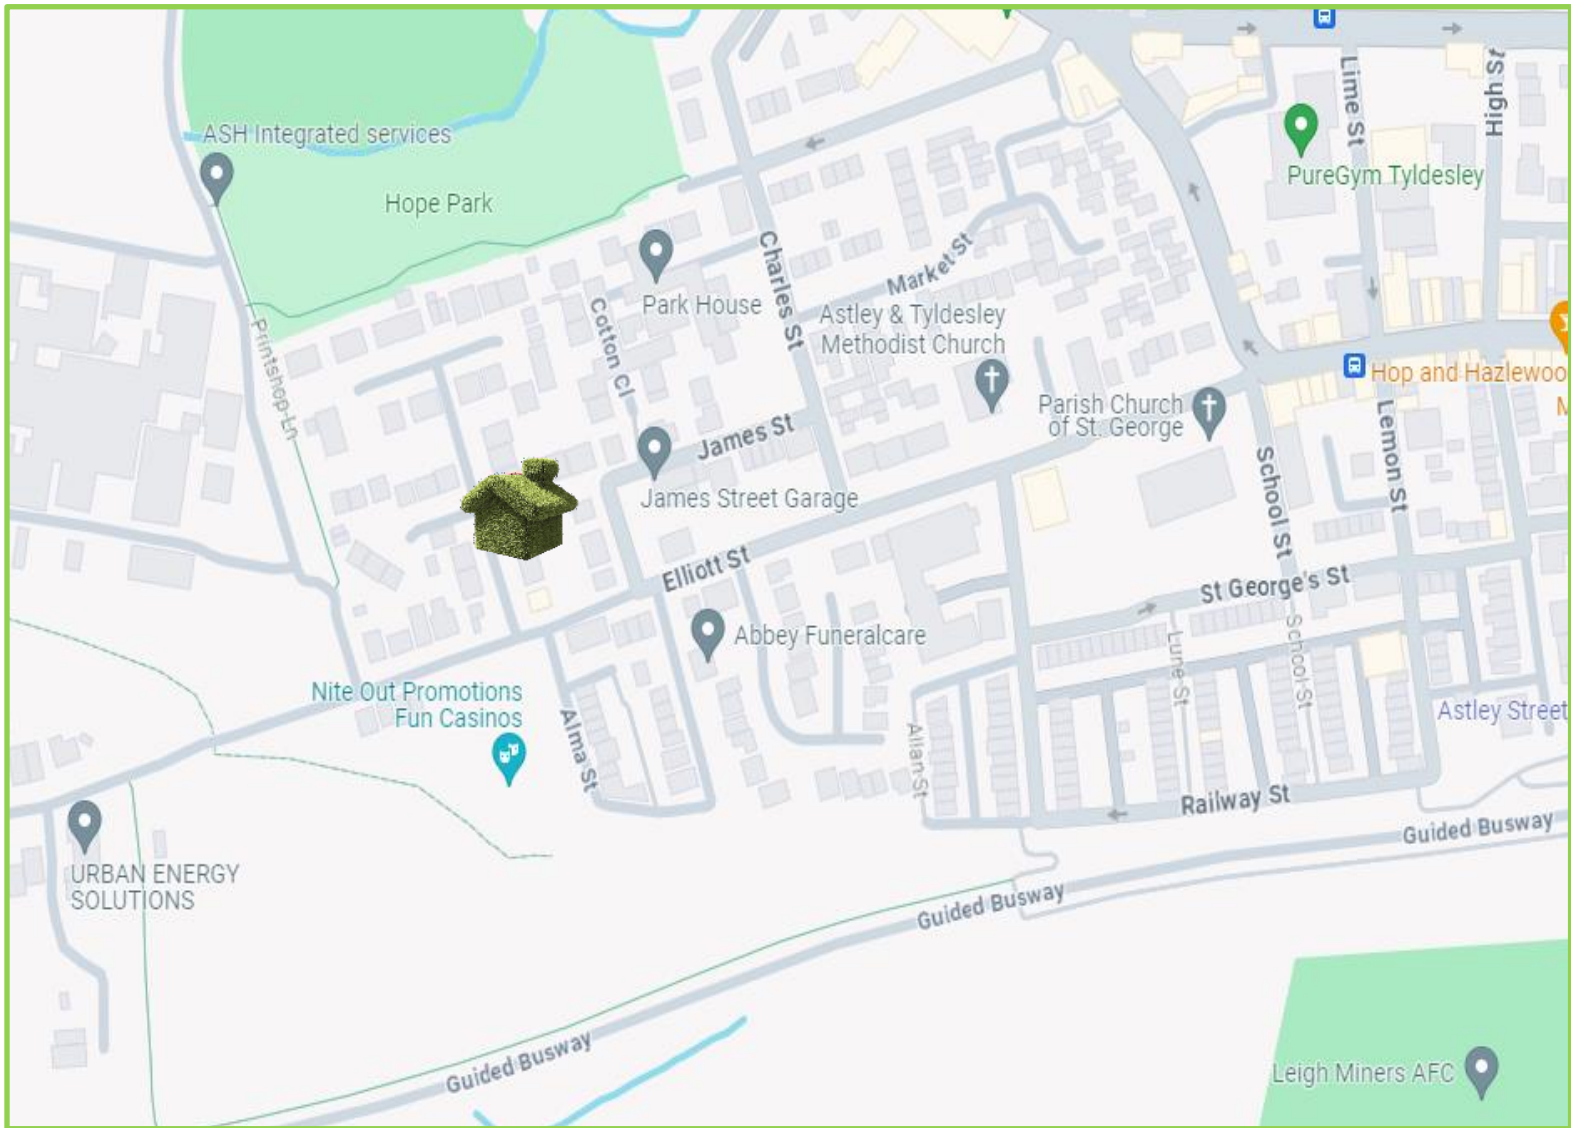 ASH Integrated services
Hope Park
Lime St
High St
PureGym Tyldesley
Printshop Ln
Cotton Cl
Park House
Charles St
Market St
Astley & Tyldesley
Methodist Church
Parish Church
of St. George
Hop and Hazlewoo
M
James St
James Street Garage
School St
Lemon St
Elliott St
St George's St
Abbey Funeralcare
Lune St
School St
Nite Out Promotions
Fun Casinos
Alma St
Allan St
Astley Street
Railway St
Guided Busway
URBAN ENERGY
SOLUTIONS
Guided Busway
Guided Busway
Leigh Miners AFC